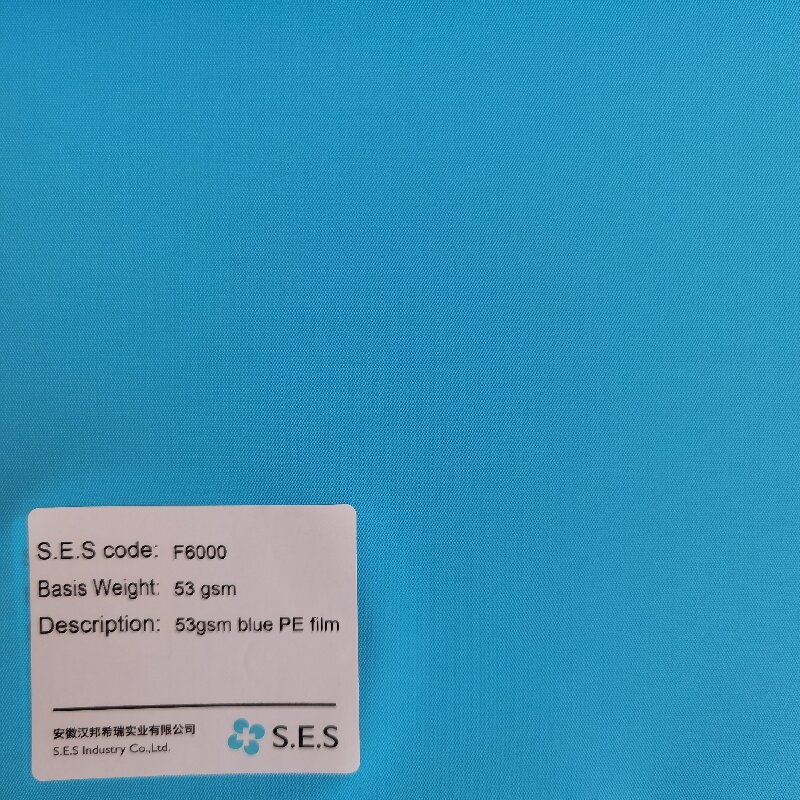 S.E.S code: F6000
Basis Weight: 53 gsm
Description: 53gsm blue PE film
安徽汉邦希瑞实业有限公司
S.E.S Industry Co.,Ltd.
S.E.S